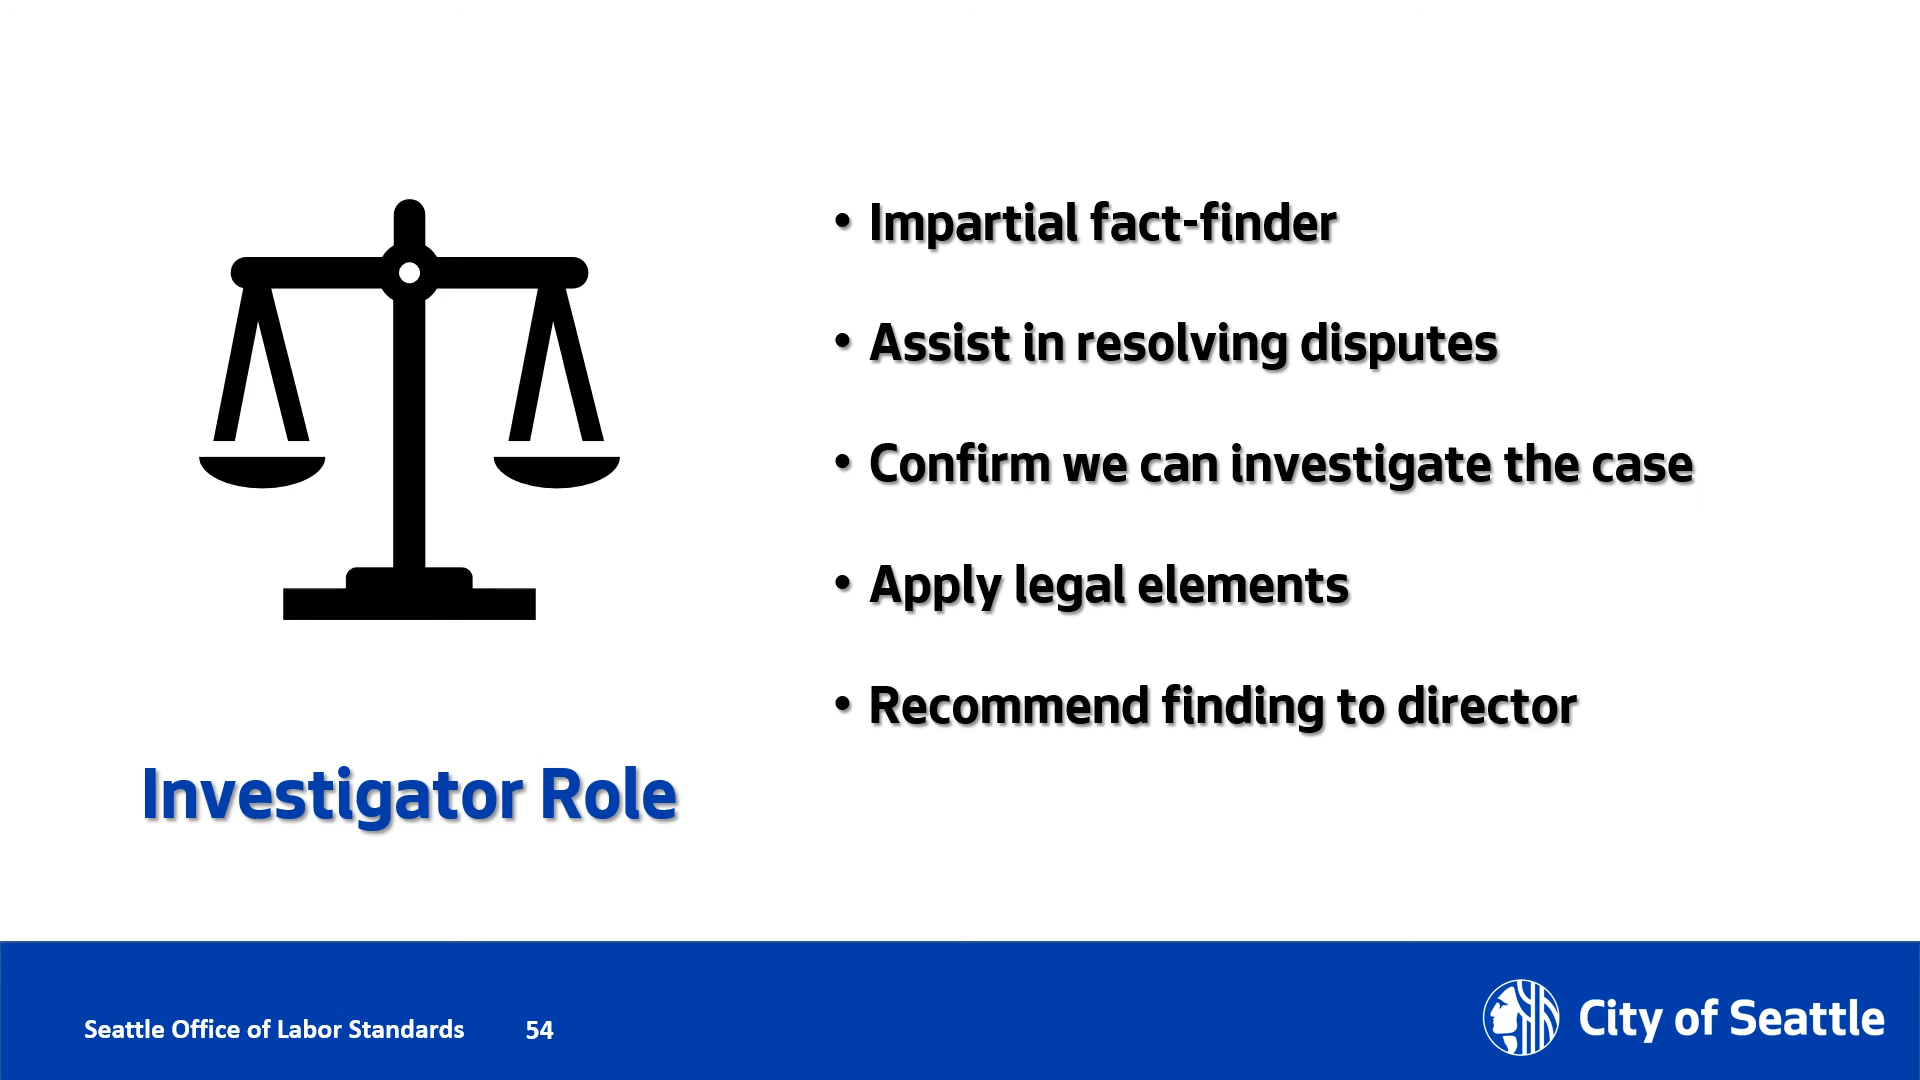 • Impartial fact-finder
• Assist in resolving disputes
• Confirm we can investigate the case
• Apply legal elements
• Recommend finding to director
Investigator Role
Seattle Office of Labor Standards 54
City of Seattle